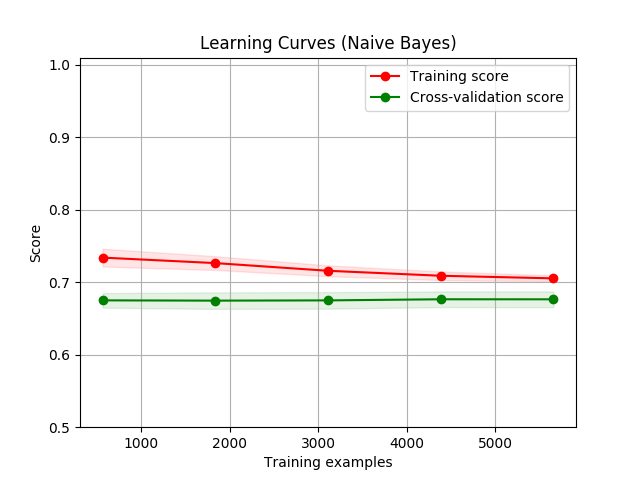 Learning Curves (Naive Bayes)
Training score
Cross-validation score
1.0
0.9
0.8
0.7
0.6
0.5
Score
1000 2000 3000 4000 5000
Training examples